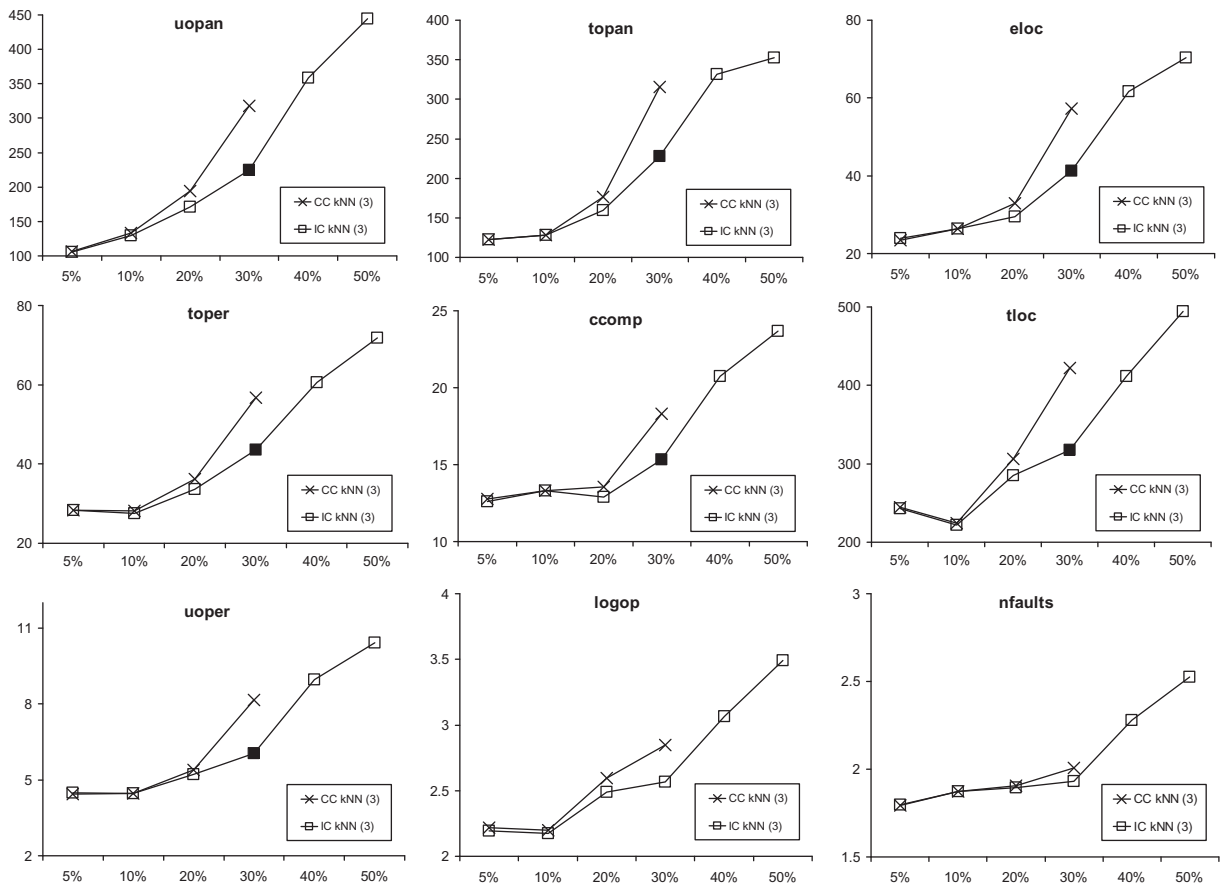 uopan
450
400
350
300
250
200
150
100
5% 10% 20% 30% 40% 50%
CC kNN (3)
IC kNN (3)
topan
400
350
300
250
200
150
100
5% 10% 20% 30% 40% 50%
CC kNN (3)
IC kNN (3)
eloc
80
60
40
20
5% 10% 20% 30% 40% 50%
CC kNN (3)
IC kNN (3)
toper
80
60
40
20
5% 10% 20% 30% 40% 50%
CC kNN (3)
IC kNN (3)
ccomp
25
20
15
10
5% 10% 20% 30% 40% 50%
CC kNN (3)
IC kNN (3)
tloc
500
400
300
200
5% 10% 20% 30% 40% 50%
CC kNN (3)
IC kNN (3)
uoper
11
8
5
2
5% 10% 20% 30% 40% 50%
CC kNN (3)
IC kNN (3)
logop
4
3.5
3
2.5
2
5% 10% 20% 30% 40% 50%
CC kNN (3)
IC kNN (3)
nfaults
3
2.5
2
1.5
5% 10% 20% 30% 40% 50%
CC kNN (3)
IC kNN (3)